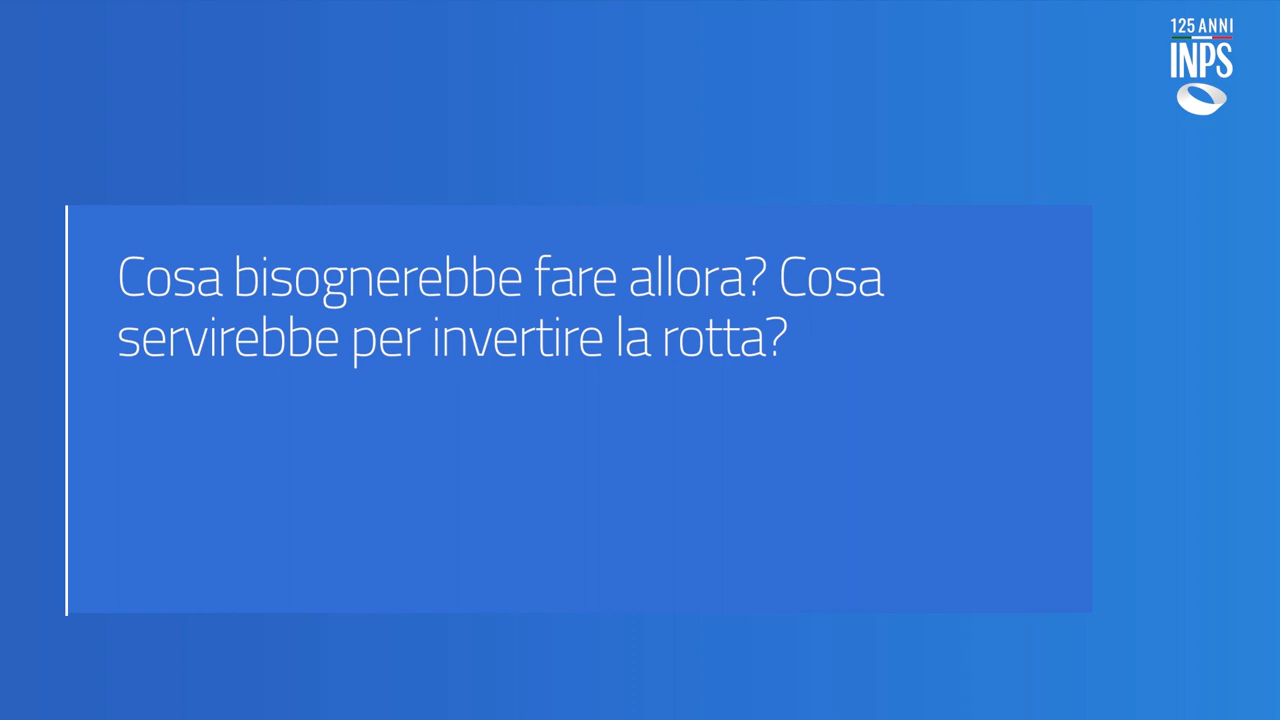 125 ANNI
INPS
Cosa bisognerebbe fare allora? Cosa
servirebbe per invertire la rotta?